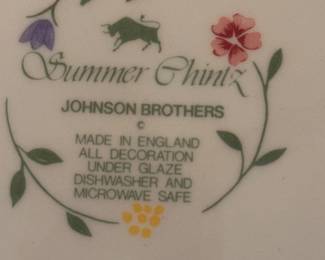 Summer Chintz
JOHNSON BROTHERS
©
MADE IN ENGLAND
ALL DECORATION
UNDER GLAZE
DISHWASHER AND
MICROWAVE SAFE